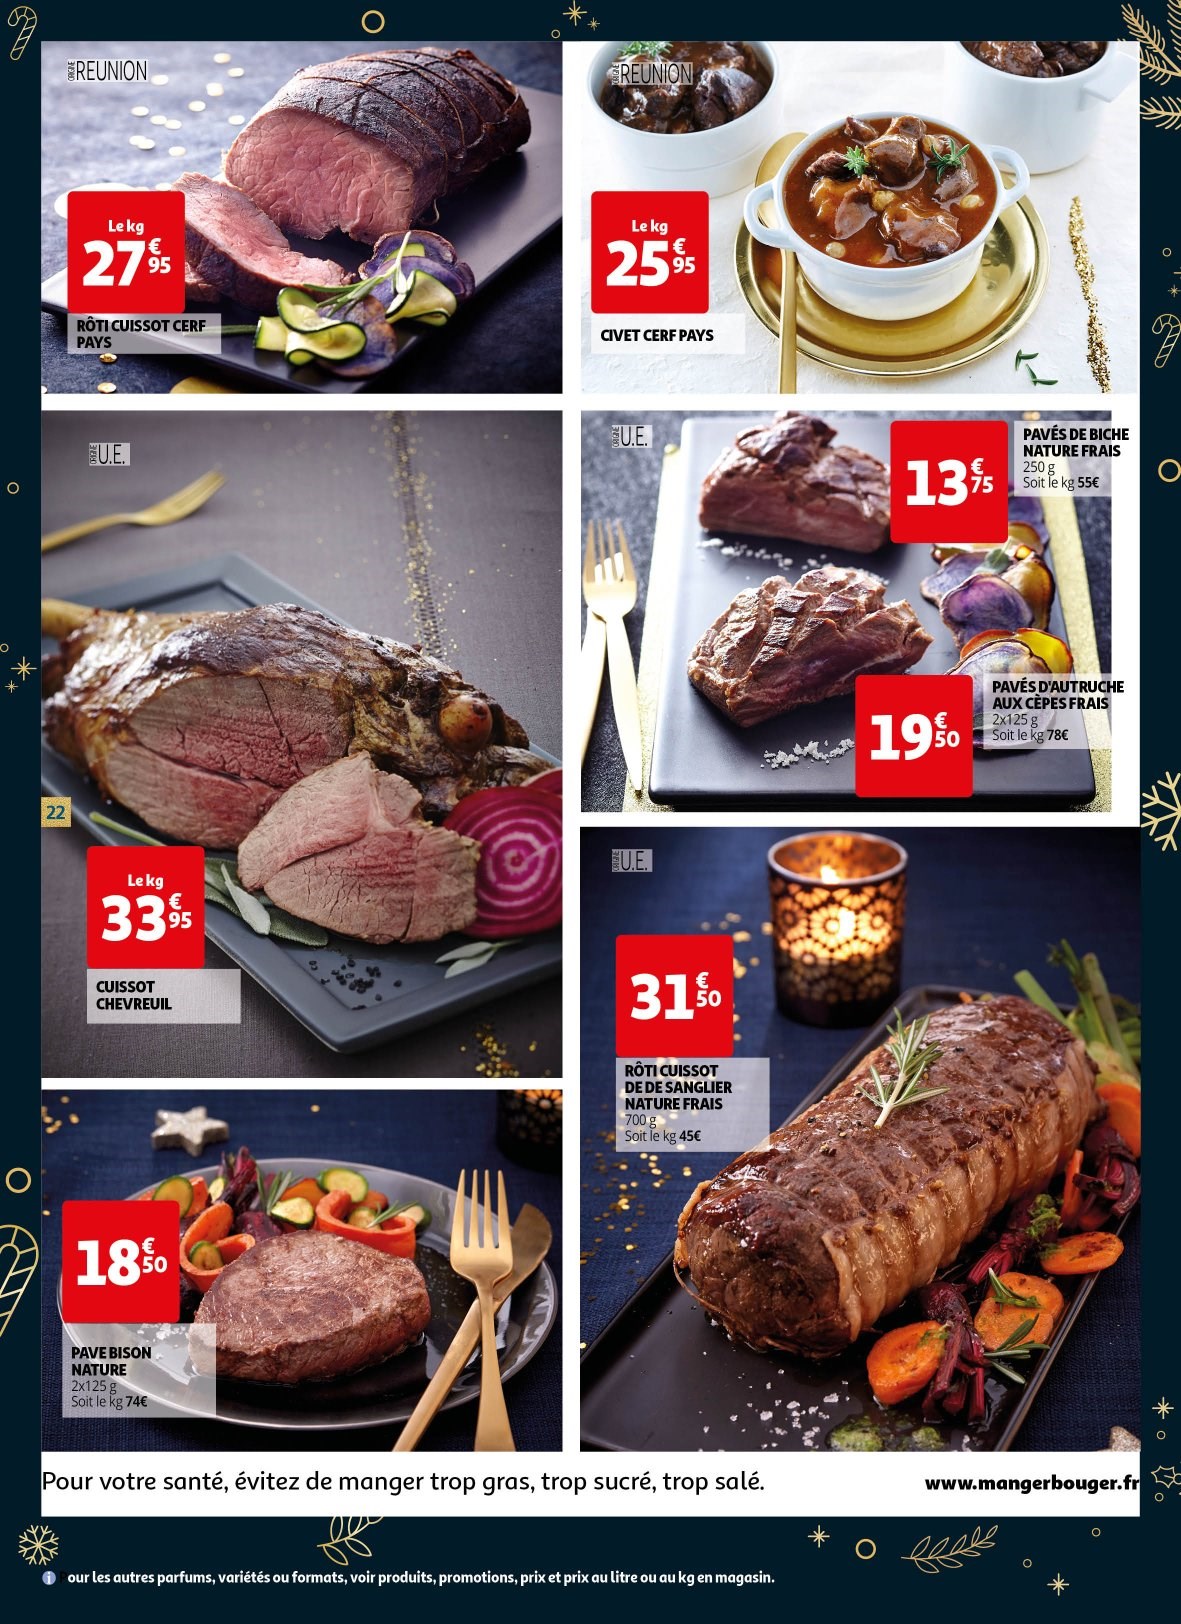 ORIGINE REUNION
Le kg
27€95
RÔTI CUISSOT CERF
PAYS
ORIGINE REUNION
Le kg
25€95
CIVET CERF PAYS
ORIGINE U.E.
Le kg
33€95
CUISSOT
CHEVREUIL
ORIGINE U.E.
13€75
PAVÉS DE BICHE
NATURE FRAIS
250 g
Soit le kg 55€
19€50
PAVÉS D'AUTRUCHE
AUX CÈPES FRAIS
2x125 g
Soit le kg 78€
22
ORIGINE U.E.
31€50
RÔTI CUISSOT
DE DE SANGLIER
NATURE FRAIS
700 g
Soit le kg 45€
18€50
PAVE BISON
NATURE
2x125 g
Soit le kg 74€
Pour votre santé, évitez de manger trop gras, trop sucré, trop salé.
www.mangerbouger.fr
i Pour les autres parfums, variétés ou formats, voir produits, promotions, prix et prix au litre ou au kg en magasin.